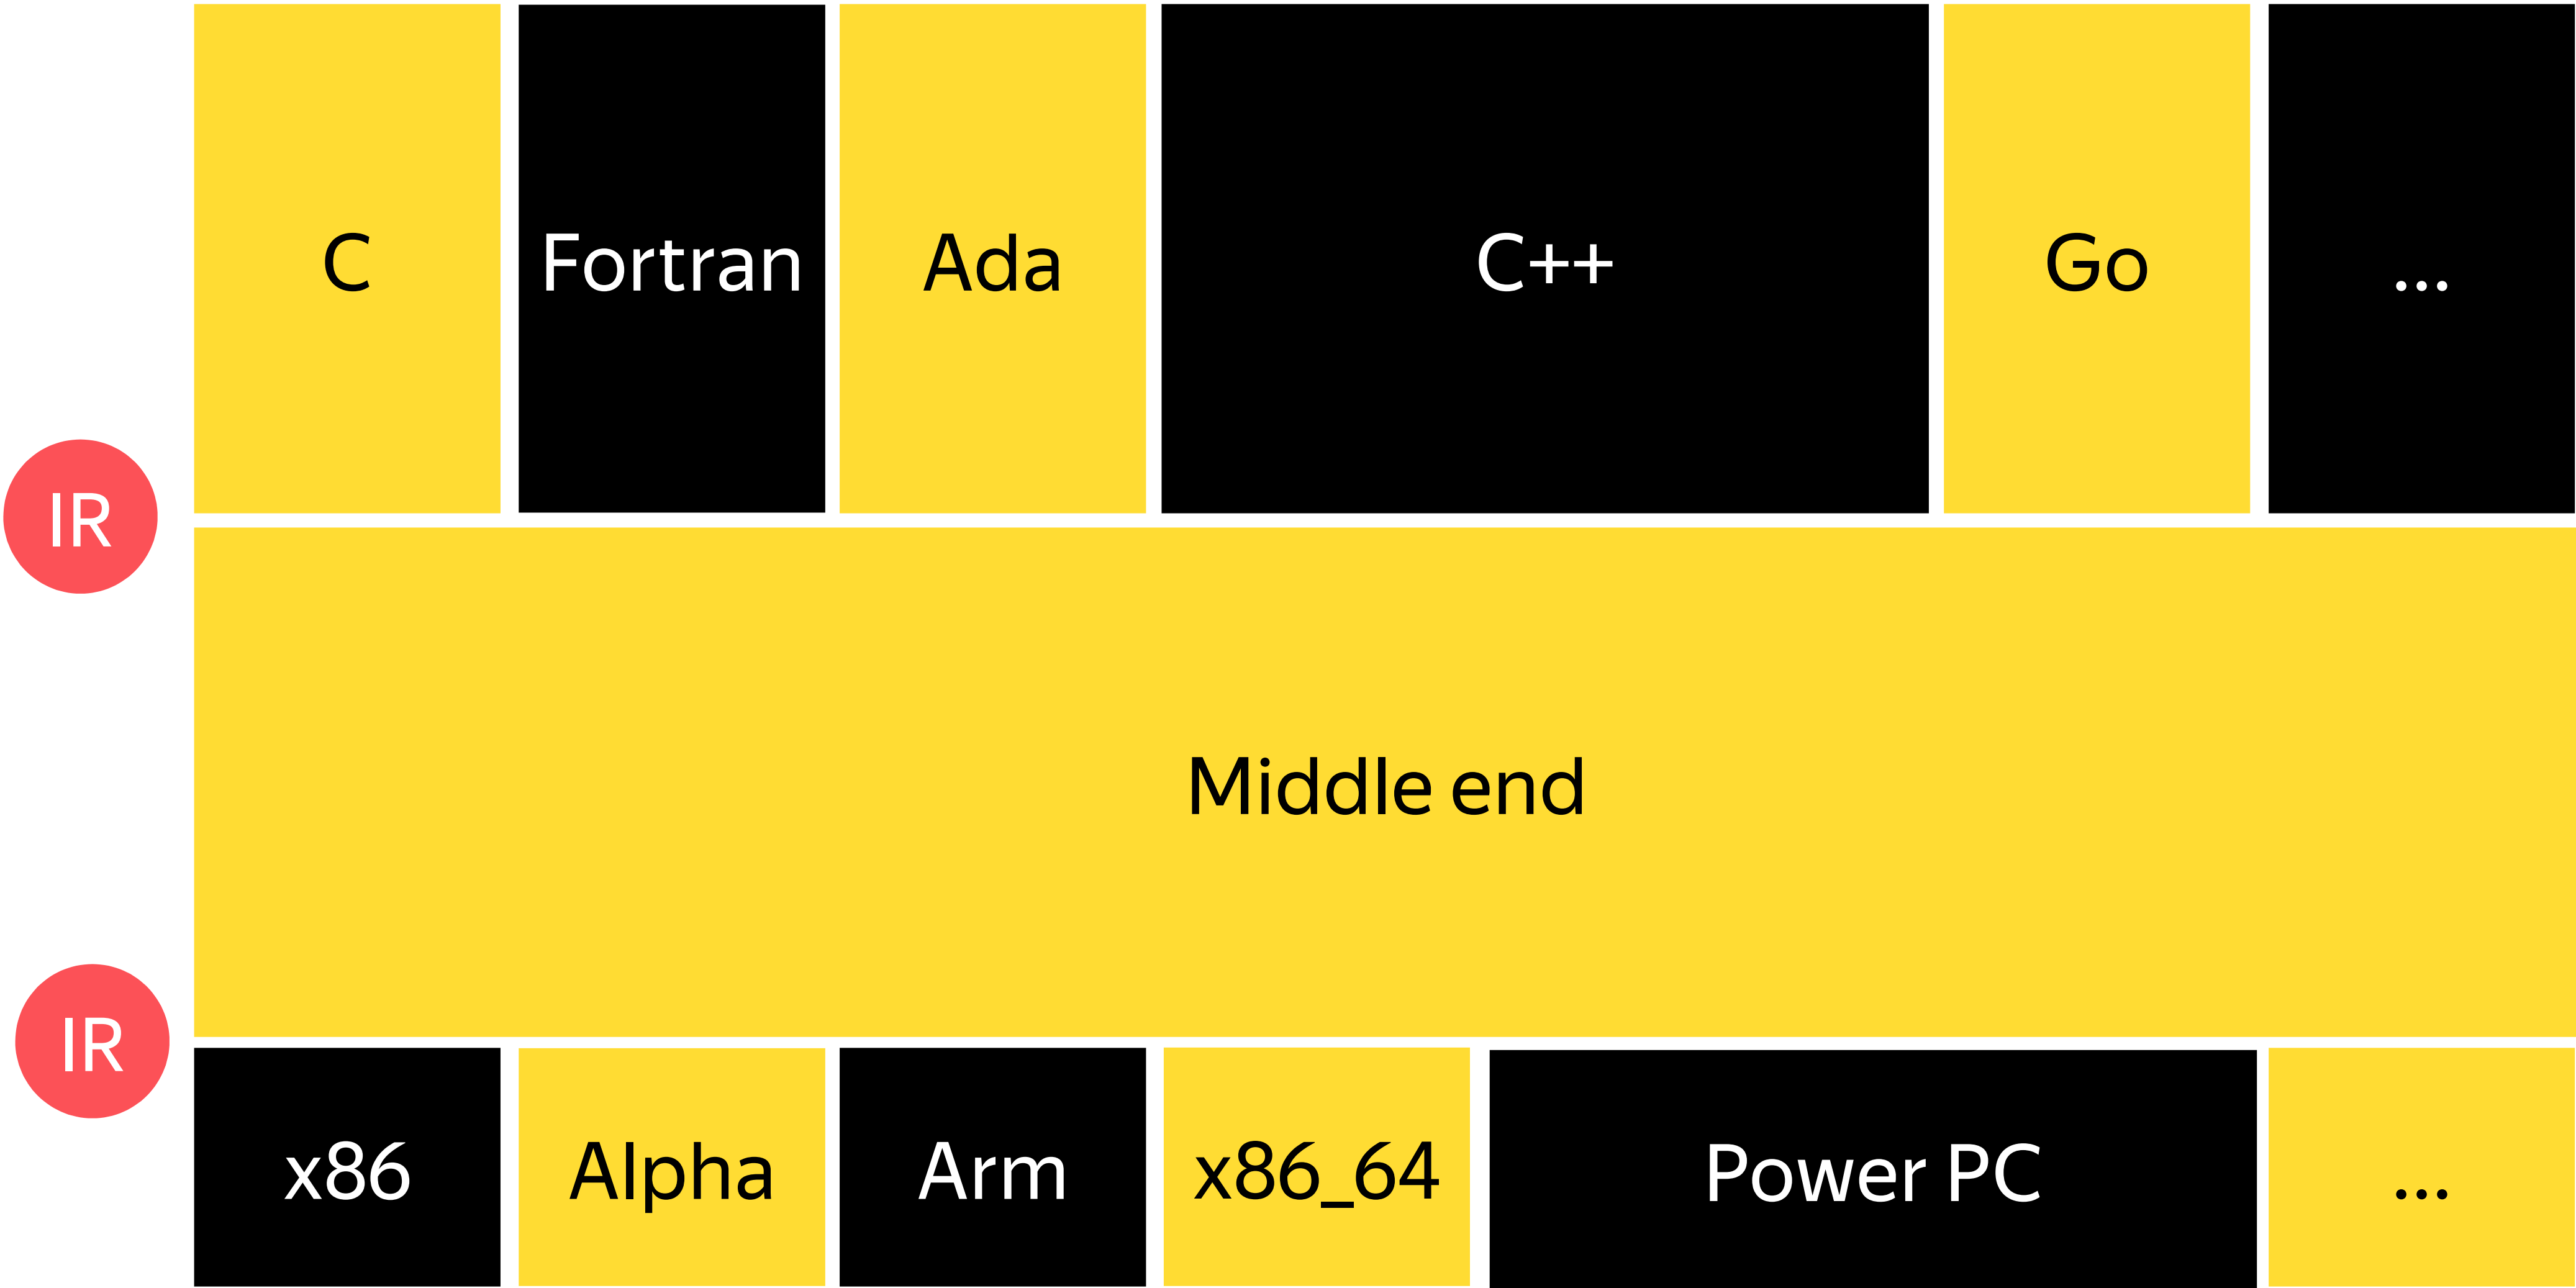 C
Fortran
Ada
C++
Go
...
IR
Middle end
IR
x86
Alpha
Arm
x86_64
Power PC
...